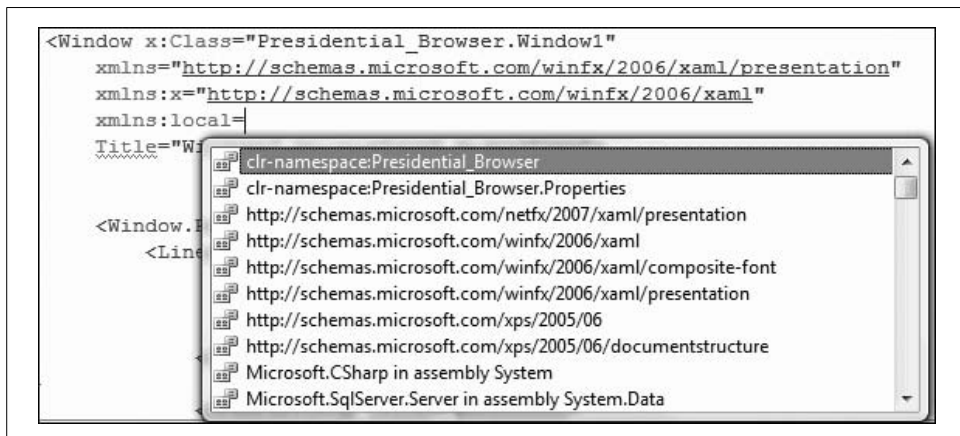 <Window x:Class="Presidential_Browser.Window1"
xmlns="http://schemas.microsoft.com/winfx/2006/xaml/presentation"
xmlns:x="http://schemas.microsoft.com/winfx/2006/xaml"
xmlns:local=
Title="Wi
clr-namespace:Presidential_Browser
clr-namespace:Presidential_Browser.Properties
http://schemas.microsoft.com/netfx/2007/xaml/presentation
<Window.
http://schemas.microsoft.com/winfx/2006/xaml
<Line
http://schemas.microsoft.com/winfx/2006/xaml/composite-font
http://schemas.microsoft.com/winfx/2006/xaml/presentation
http://schemas.microsoft.com/xps/2005/06
http://schemas.microsoft.com/xps/2005/06/documentstructure
<
Microsoft.CSharp in assembly System
Microsoft.SqlServer.Server in assembly System.Data
<